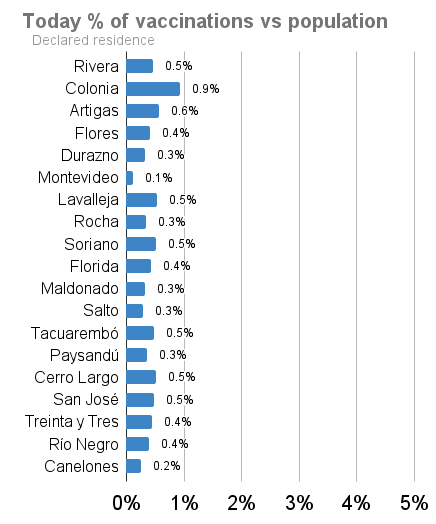 Today % of vaccinations vs population
Declared residence
Rivera 0.5%
Colonia 0.9%
Artigas 0.6%
Flores 0.4%
Durazno 0.3%
Montevideo 0.1%
Lavalleja 0.5%
Rocha 0.3%
Soriano 0.5%
Florida 0.4%
Maldonado 0.3%
Salto 0.3%
Tacuarembó 0.5%
Paysandú 0.3%
Cerro Largo 0.5%
San José 0.5%
Treinta y Tres 0.4%
Río Negro 0.4%
Canelones 0.2%
0% 1% 2% 3% 4% 5%